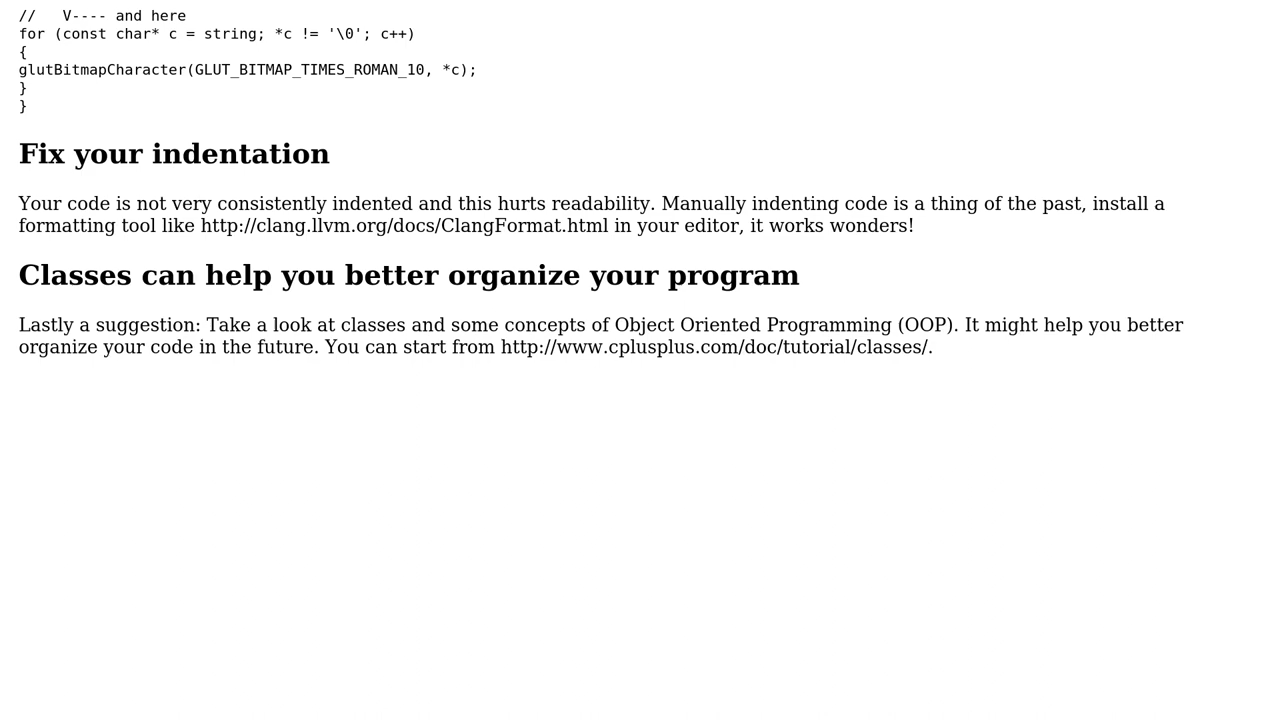 //   V---- and here
for (const char* c = string; *c != '\0'; c++)
{
glutBitmapCharacter(GLUT_BITMAP_TIMES_ROMAN_10, *c);
}
}
Fix your indentation
Your code is not very consistently indented and this hurts readability. Manually indenting code is a thing of the past, install a
formatting tool like http://clang.llvm.org/docs/ClangFormat.html in your editor, it works wonders!
Classes can help you better organize your program
Lastly a suggestion: Take a look at classes and some concepts of Object Oriented Programming (OOP). It might help you better
organize your code in the future. You can start from http://www.cplusplus.com/doc/tutorial/classes/.